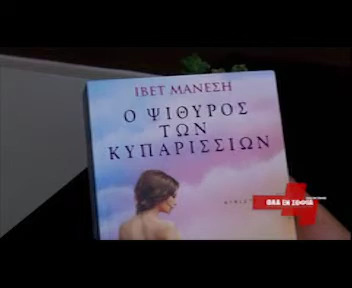 ΙΒΕΤ ΜΑΝΕΣΗ
Ο ΨΙΘΥΡΟΣ
ΤΩΝ
ΚΥΠΑΡΙΣΣΙΩΝ
ΟΛΑ ΕΝ ΣΟΦΙΑ